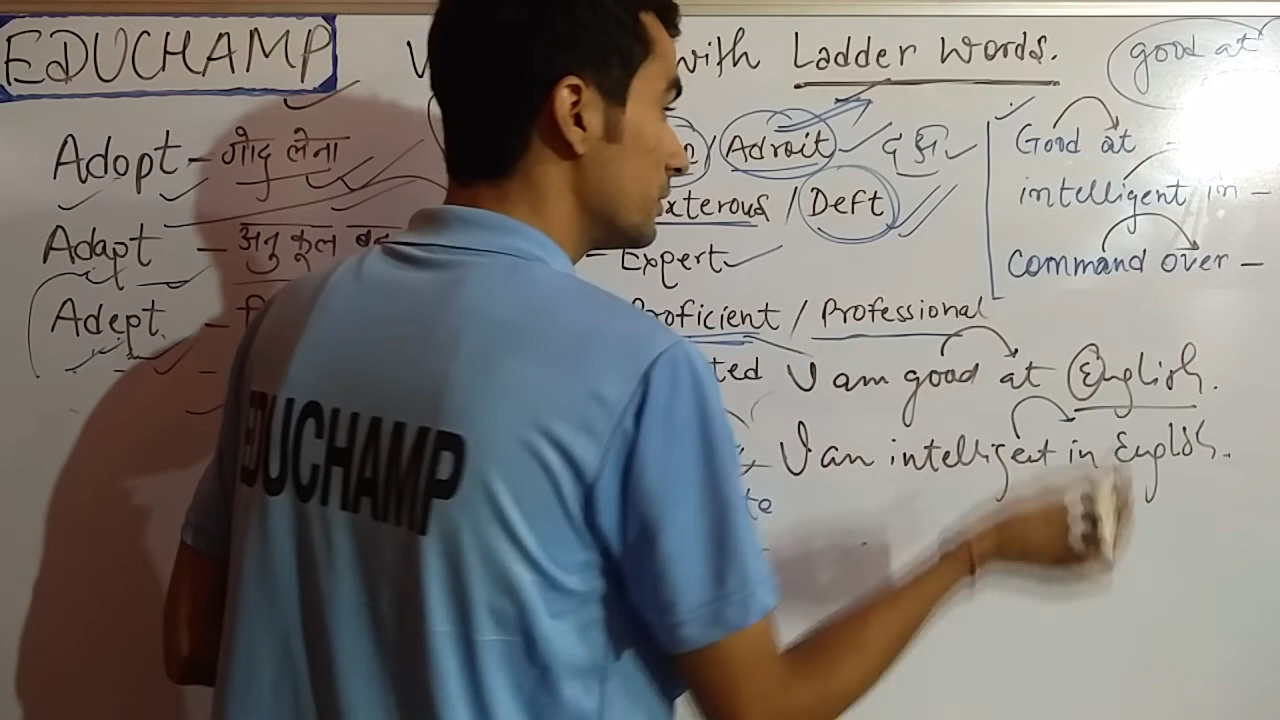 EDUCHAMP
with Ladder Words.
good at
Adopt - गोद लेना
Adroit
दक्ष
Good at -
intelligent in -
Command over -
Adapt - अनुकूल
/ Deft
- Expert
Adept -
/ Professional
I am good at English.
I am intelligent in English.
EDUCHAMP